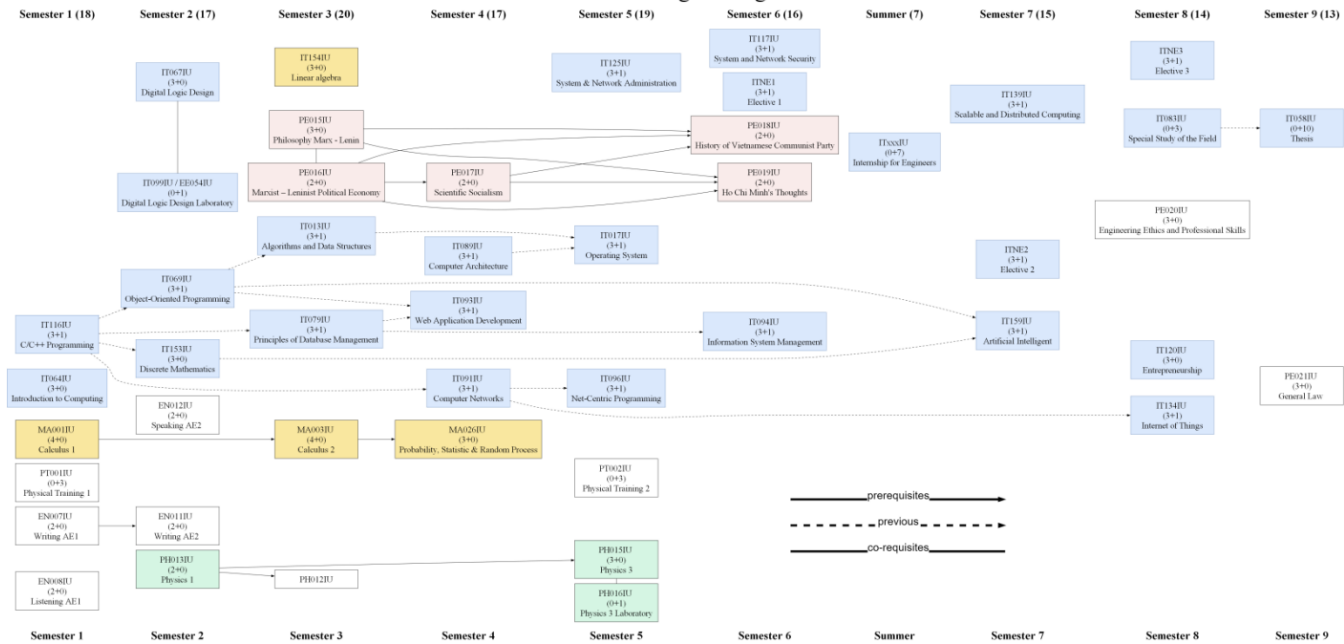 Semester 1 (18)
Semester 2 (17)
Semester 3 (20)
Semester 4 (17)
Semester 5 (19)
Semester 6 (16)
Summer (7)
Semester 7 (15)
Semester 8 (14)
Semester 9 (13)
IT116IU
(3+1)
C/C++ Programming
IT064IU
(3+0)
Introduction to Computing
MA001IU
(4+0)
Calculus 1
PT001IU
(0+3)
Physical Training 1
EN007IU
(2+0)
Writing AE1
EN008IU
(2+0)
Listening AE1
IT067IU
(3+0)
Digital Logic Design
IT099IU / EE054IU
(0+1)
Digital Logic Design Laboratory
IT069IU
(3+1)
Object-Oriented Programming
IT153IU
(3+0)
Discrete Mathematics
EN012IU
(2+0)
Speaking AE2
EN011IU
(2+0)
Writing AE2
PH013IU
(2+0)
Physics 1
IT154IU
(3+0)
Linear algebra
PE015IU
(3+0)
Philosophy Marx - Lenin
PE016IU
(2+0)
Marxist – Leninist Political Economy
IT013IU
(3+1)
Algorithms and Data Structures
IT079IU
(3+1)
Principles of Database Management
MA003IU
(4+0)
Calculus 2
PH012IU
PE017IU
(2+0)
Scientific Socialism
IT089IU
(3+1)
Computer Architecture
IT093IU
(3+1)
Web Application Development
IT091IU
(3+1)
Computer Networks
MA026IU
(3+0)
Probability, Statistic & Random Process
IT125IU
(3+1)
System & Network Administration
IT017IU
(3+1)
Operating System
IT096IU
(3+1)
Net-Centric Programming
PT002IU
(0+3)
Physical Training 2
PH015IU
(3+0)
Physics 3
PH016IU
(0+1)
Physics 3 Laboratory
IT117IU
(3+1)
System and Network Security
ITNE1
(3+1)
Elective 1
PE018IU
(2+0)
History of Vietnamese Communist Party
PE019IU
(2+0)
Ho Chi Minh's Thoughts
IT094IU
(3+1)
Information System Management
ITxxxIU
(0+7)
Internship for Engineers
IT139IU
(3+1)
Scalable and Distributed Computing
ITNE2
(3+1)
Elective 2
IT159IU
(3+1)
Artificial Intelligent
ITNE3
(3+1)
Elective 3
IT083IU
(0+3)
Special Study of the Field
PE020IU
(3+0)
Engineering Ethics and Professional Skills
IT120IU
(3+0)
Entrepreneurship
IT134IU
(3+1)
Internet of Things
IT058IU
(0+10)
Thesis
PE021IU
(3+0)
General Law
prerequisites
previous
co-requisites
Semester 1
Semester 2
Semester 3
Semester 4
Semester 5
Semester 6
Summer
Semester 7
Semester 8
Semester 9